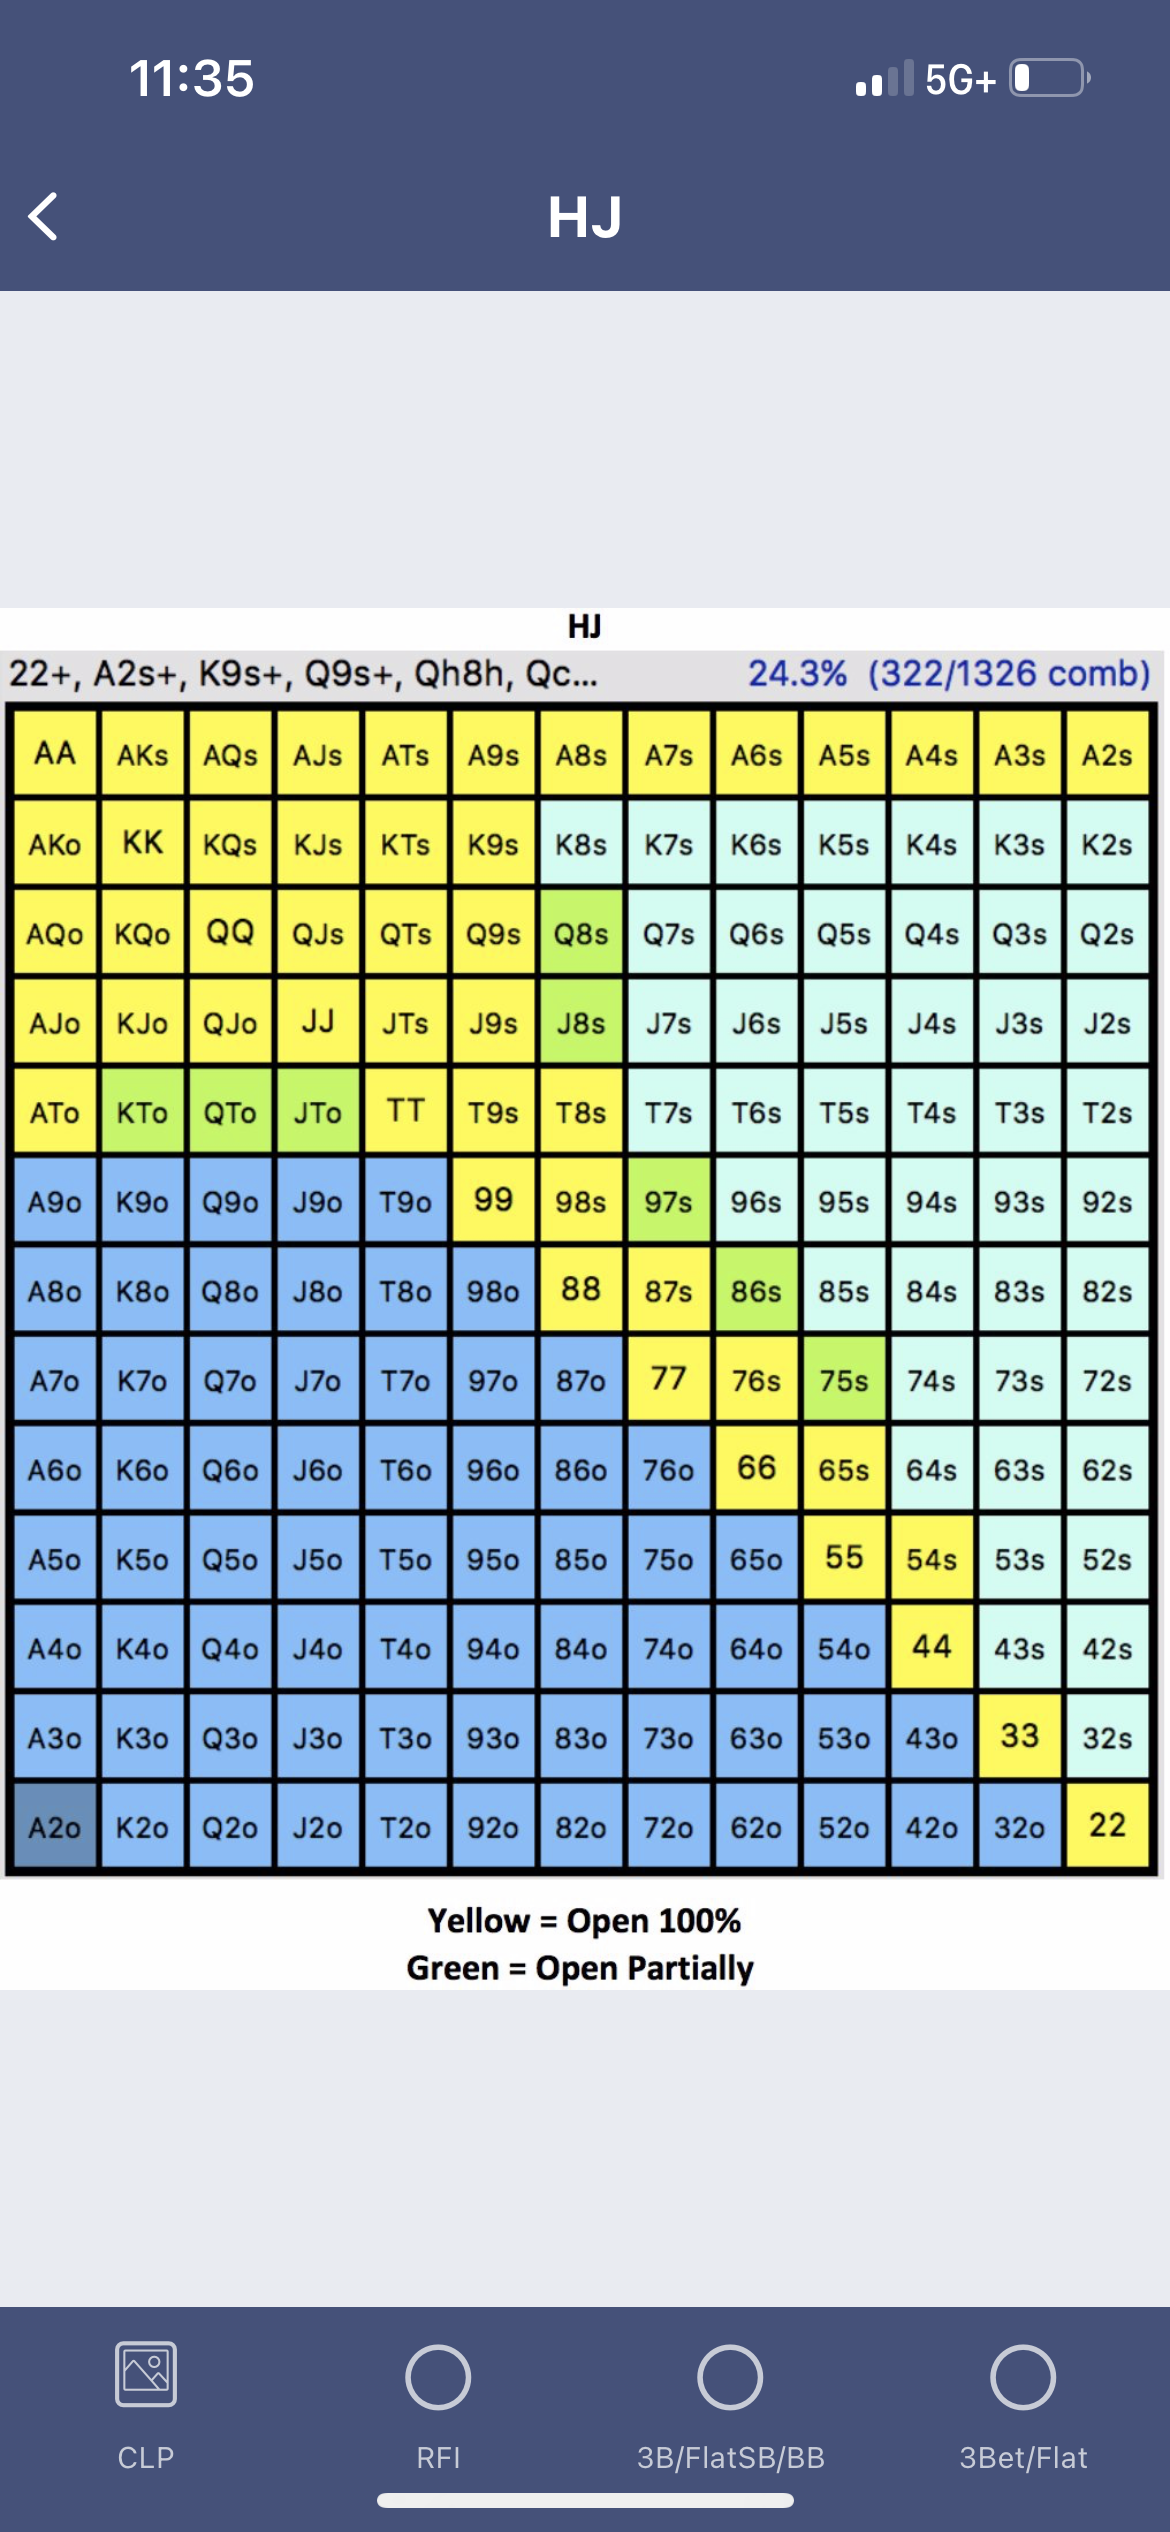 11:35
5G+
HJ
HJ
22+, A2s+, K9s+, Q9s+, Qh8h, Qc... 24.3% (322/1326 comb)
AA AKs AQs AJs ATs A9s A8s A7s A6s A5s A4s A3s A2s
AKo KK KQs KJs KTs K9s K8s K7s K6s K5s K4s K3s K2s
AQo KQo QQ QJs QTs Q9s Q8s Q7s Q6s Q5s Q4s Q3s Q2s
AJo KJo QJo JJ JTs J9s J8s J7s J6s J5s J4s J3s J2s
ATo KTo QTo JTo TT T9s T8s T7s T6s T5s T4s T3s T2s
A9o K9o Q9o J9o T9o 99 98s 97s 96s 95s 94s 93s 92s
A8o K8o Q8o J8o T8o 98o 88 87s 86s 85s 84s 83s 82s
A7o K7o Q7o J7o T7o 97o 87o 77 76s 75s 74s 73s 72s
A6o K6o Q6o J6o T6o 96o 86o 76o 66 65s 64s 63s 62s
A5o K5o Q5o J5o T5o 95o 85o 75o 65o 55 54s 53s 52s
A4o K4o Q4o J4o T4o 94o 84o 74o 64o 54o 44 43s 42s
A3o K3o Q3o J3o T3o 93o 83o 73o 63o 53o 43o 33 32s
A2o K2o Q2o J2o T2o 92o 82o 72o 62o 52o 42o 32o 22
Yellow = Open 100%
Green = Open Partially
CLP RFI 3B/FlatSB/BB 3Bet/Flat